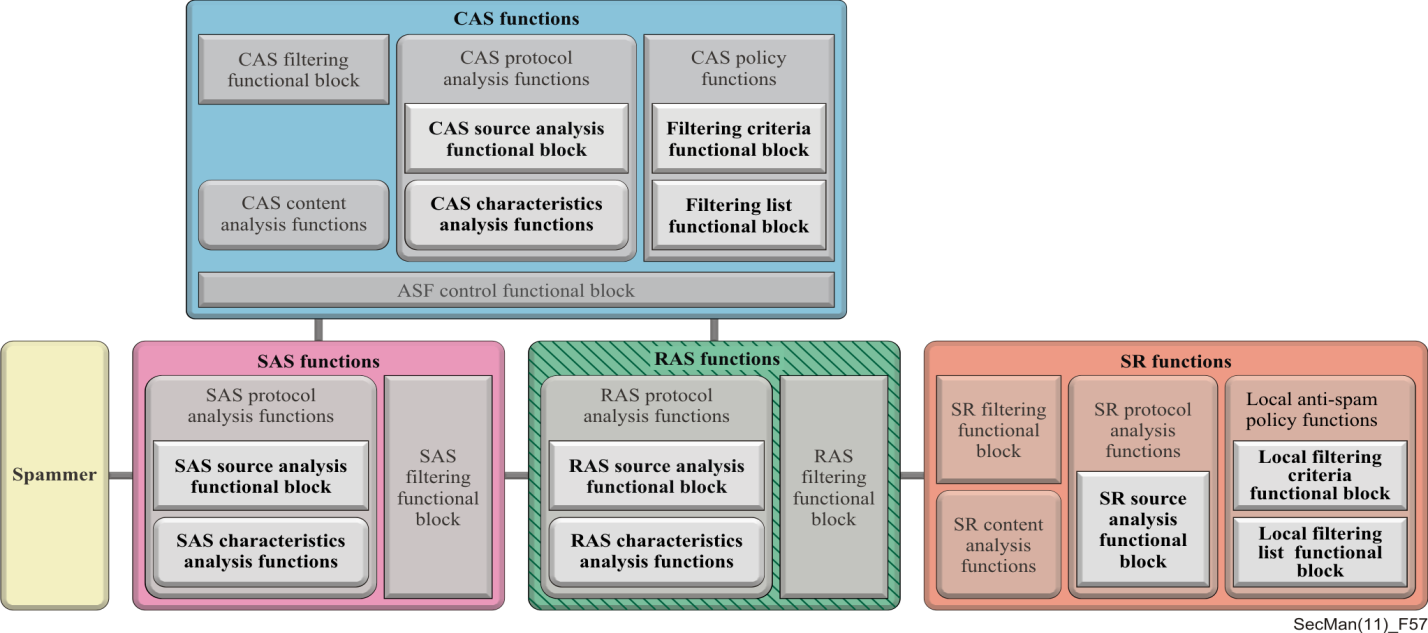 CAS functions
CAS filtering
functional block
CAS protocol
analysis functions
CAS policy
functions
CAS source analysis
functional block
Filtering criteria
functional block
CAS content
analysis functions
CAS characteristics
analysis functions
Filtering list
functional block
ASF control functional block
Spammer
SAS functions
SAS protocol
analysis functions
SAS source analysis
functional block
SAS characteristics
analysis functions
SAS
filtering
functional
block
RAS functions
RAS protocol
analysis functions
RAS source analysis
functional block
RAS characteristics
analysis functions
RAS
filtering
functional
block
SR functions
SR filtering
functional
block
SR content
analysis
functions
SR protocol
analysis
functions
SR source
analysis
functional
block
Local anti-spam
policy functions
Local filtering
criteria
functional block
Local filtering
list functional
block
SecMan(11)_F57